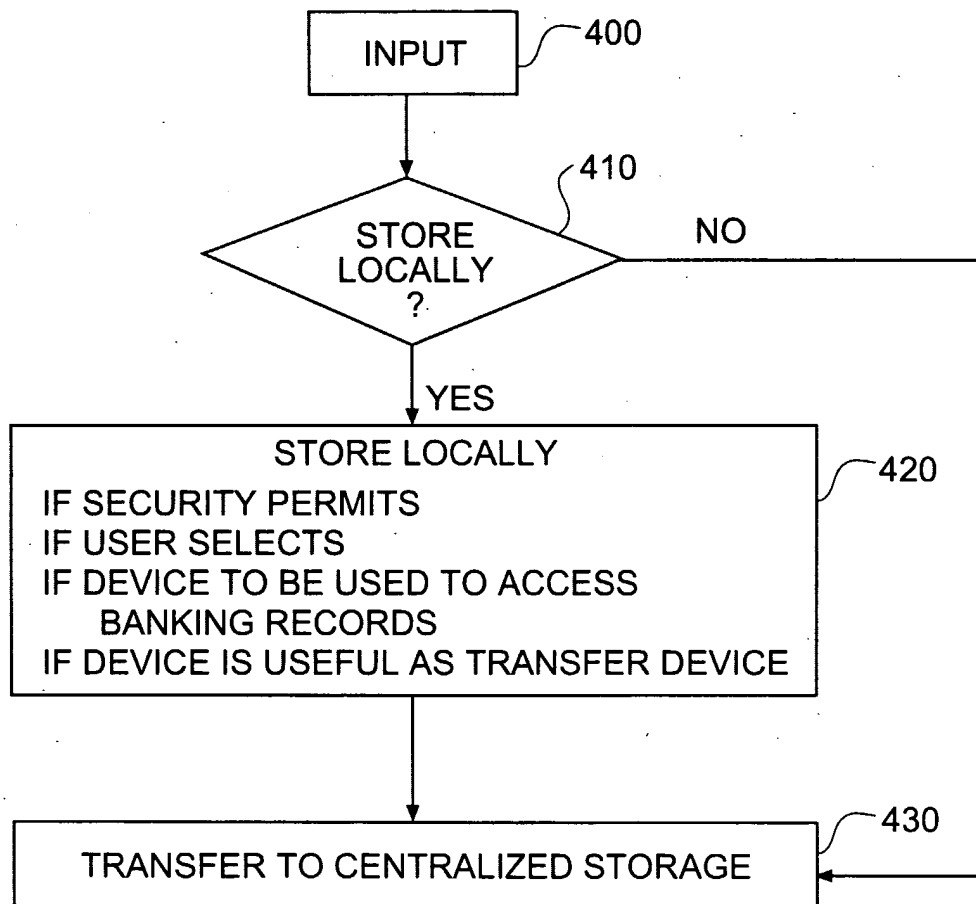 INPUT
400
410
STORE
LOCALLY
?
NO
YES
STORE LOCALLY
420
IF SECURITY PERMITS
IF USER SELECTS
IF DEVICE TO BE USED TO ACCESS
BANKING RECORDS
IF DEVICE IS USEFUL AS TRANSFER DEVICE
430
TRANSFER TO CENTRALIZED STORAGE